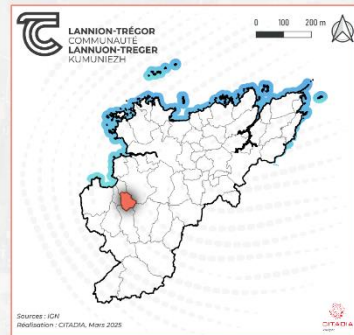 LANNION-TRÉGOR
COMMUNAUTÉ
LANNUON-TREGER
KUMUNIEZH
0 100 200 m
Sources : IGN
Réalisation : CITADIA, Mars 2025
CITADIA